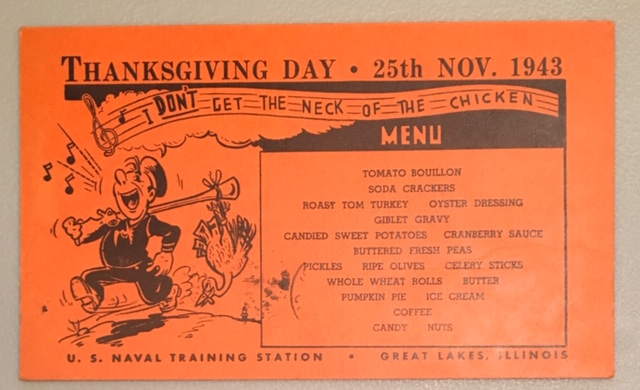 THANKSGIVING DAY • 25th NOV. 1943
I DON'T GET THE NECK OF THE CHICKEN
MENU
TOMATO BOUILLON
SODA CRACKERS
ROAST TOM TURKEY OYSTER DRESSING
GIBLET GRAVY
CANDIED SWEET POTATOES CRANBERRY SAUCE
BUTTERED FRESH PEAS
PICKLES RIPE OLIVES CELERY STICKS
WHOLE WHEAT ROLLS BUTTER
PUMPKIN PIE ICE CREAM
COFFEE
CANDY NUTS
U. S. NAVAL TRAINING STATION • GREAT LAKES, ILLINOIS